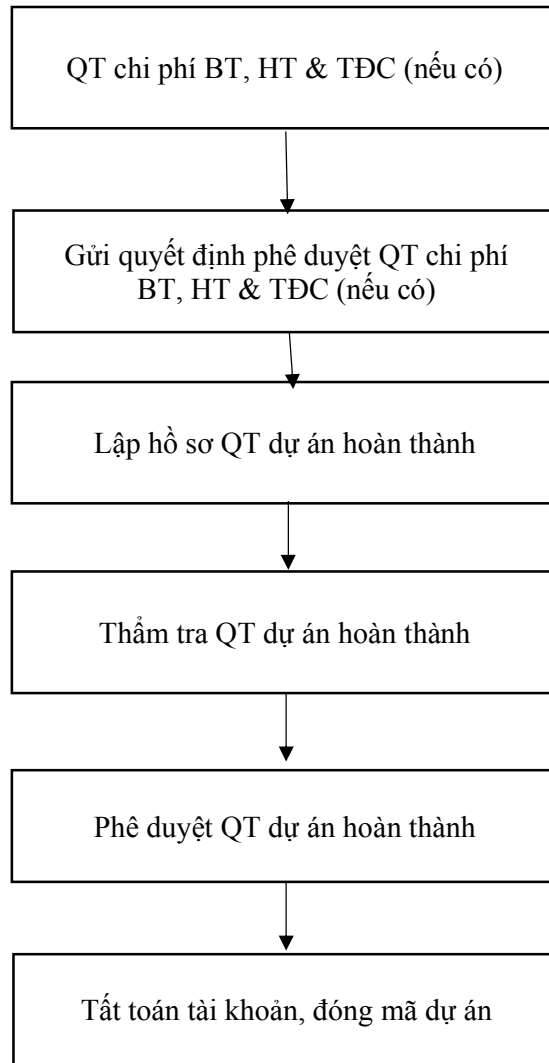 QT chi phí BT, HT & TĐC (nếu có)
Gửi quyết định phê duyệt QT chi phí
BT, HT & TĐC (nếu có)
Lập hồ sơ QT dự án hoàn thành
Thẩm tra QT dự án hoàn thành
Phê duyệt QT dự án hoàn thành
Tất toán tài khoản, đóng mã dự án